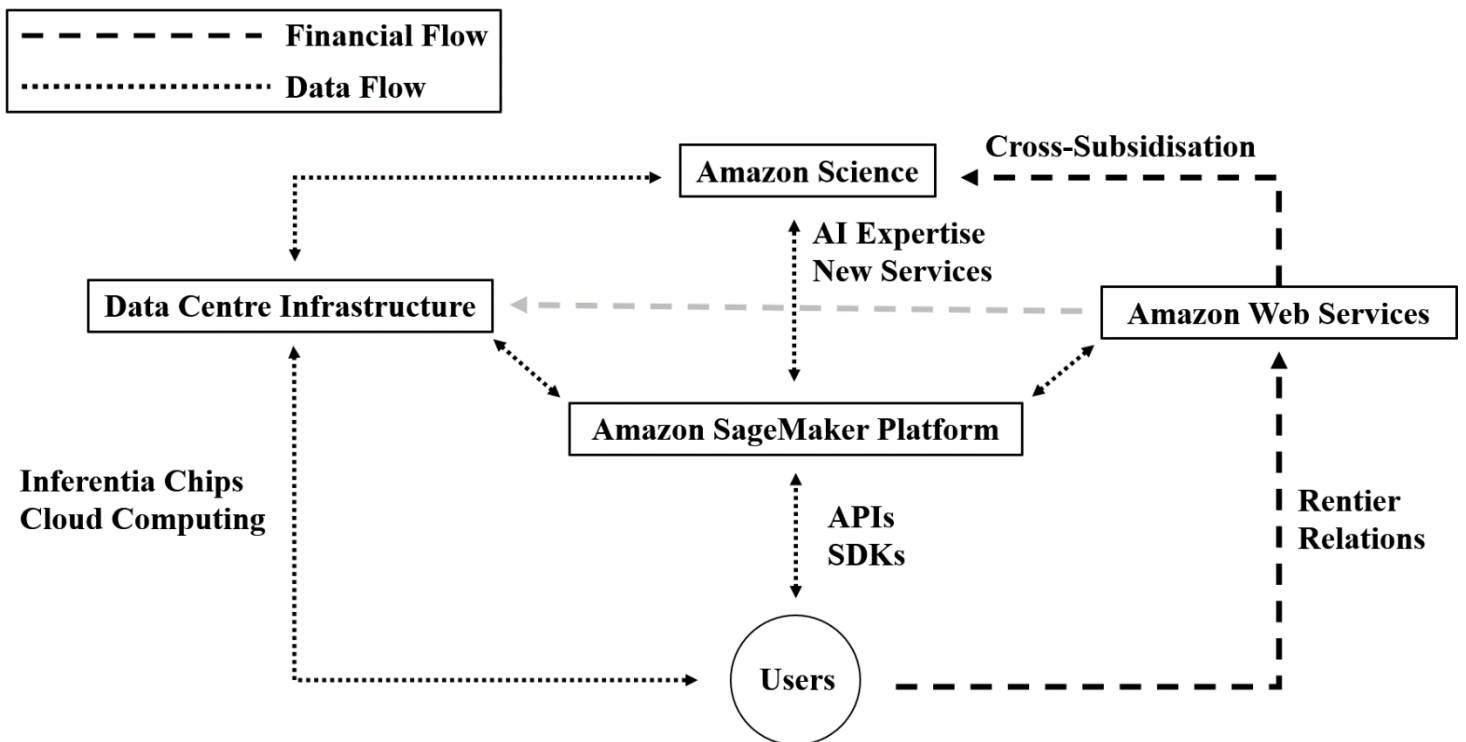 Financial Flow
Data Flow
Cross-Subsidisation
Amazon Science
AI Expertise
New Services
Data Centre Infrastructure
Amazon Web Services
Amazon SageMaker Platform
Inferentia Chips
Cloud Computing
APIs
SDKs
Rentier
Relations
Users